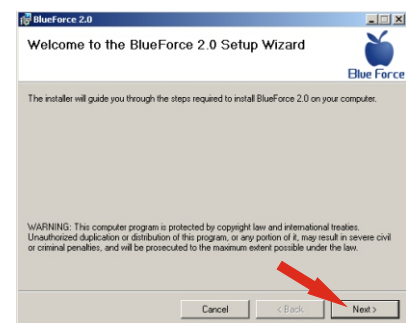 BlueForce 2.0
Welcome to the BlueForce 2.0 Setup Wizard
Blue Force
The installer will guide you through the steps required to install BlueForce 2.0 on your computer.
WARNING: This computer program is protected by copyright law and international treaties.
Unauthorized duplication or distribution of this program, or any portion of it, may result in severe civil
or criminal penalties, and will be prosecuted to the maximum extent possible under the law.
Cancel
< Back
Next >